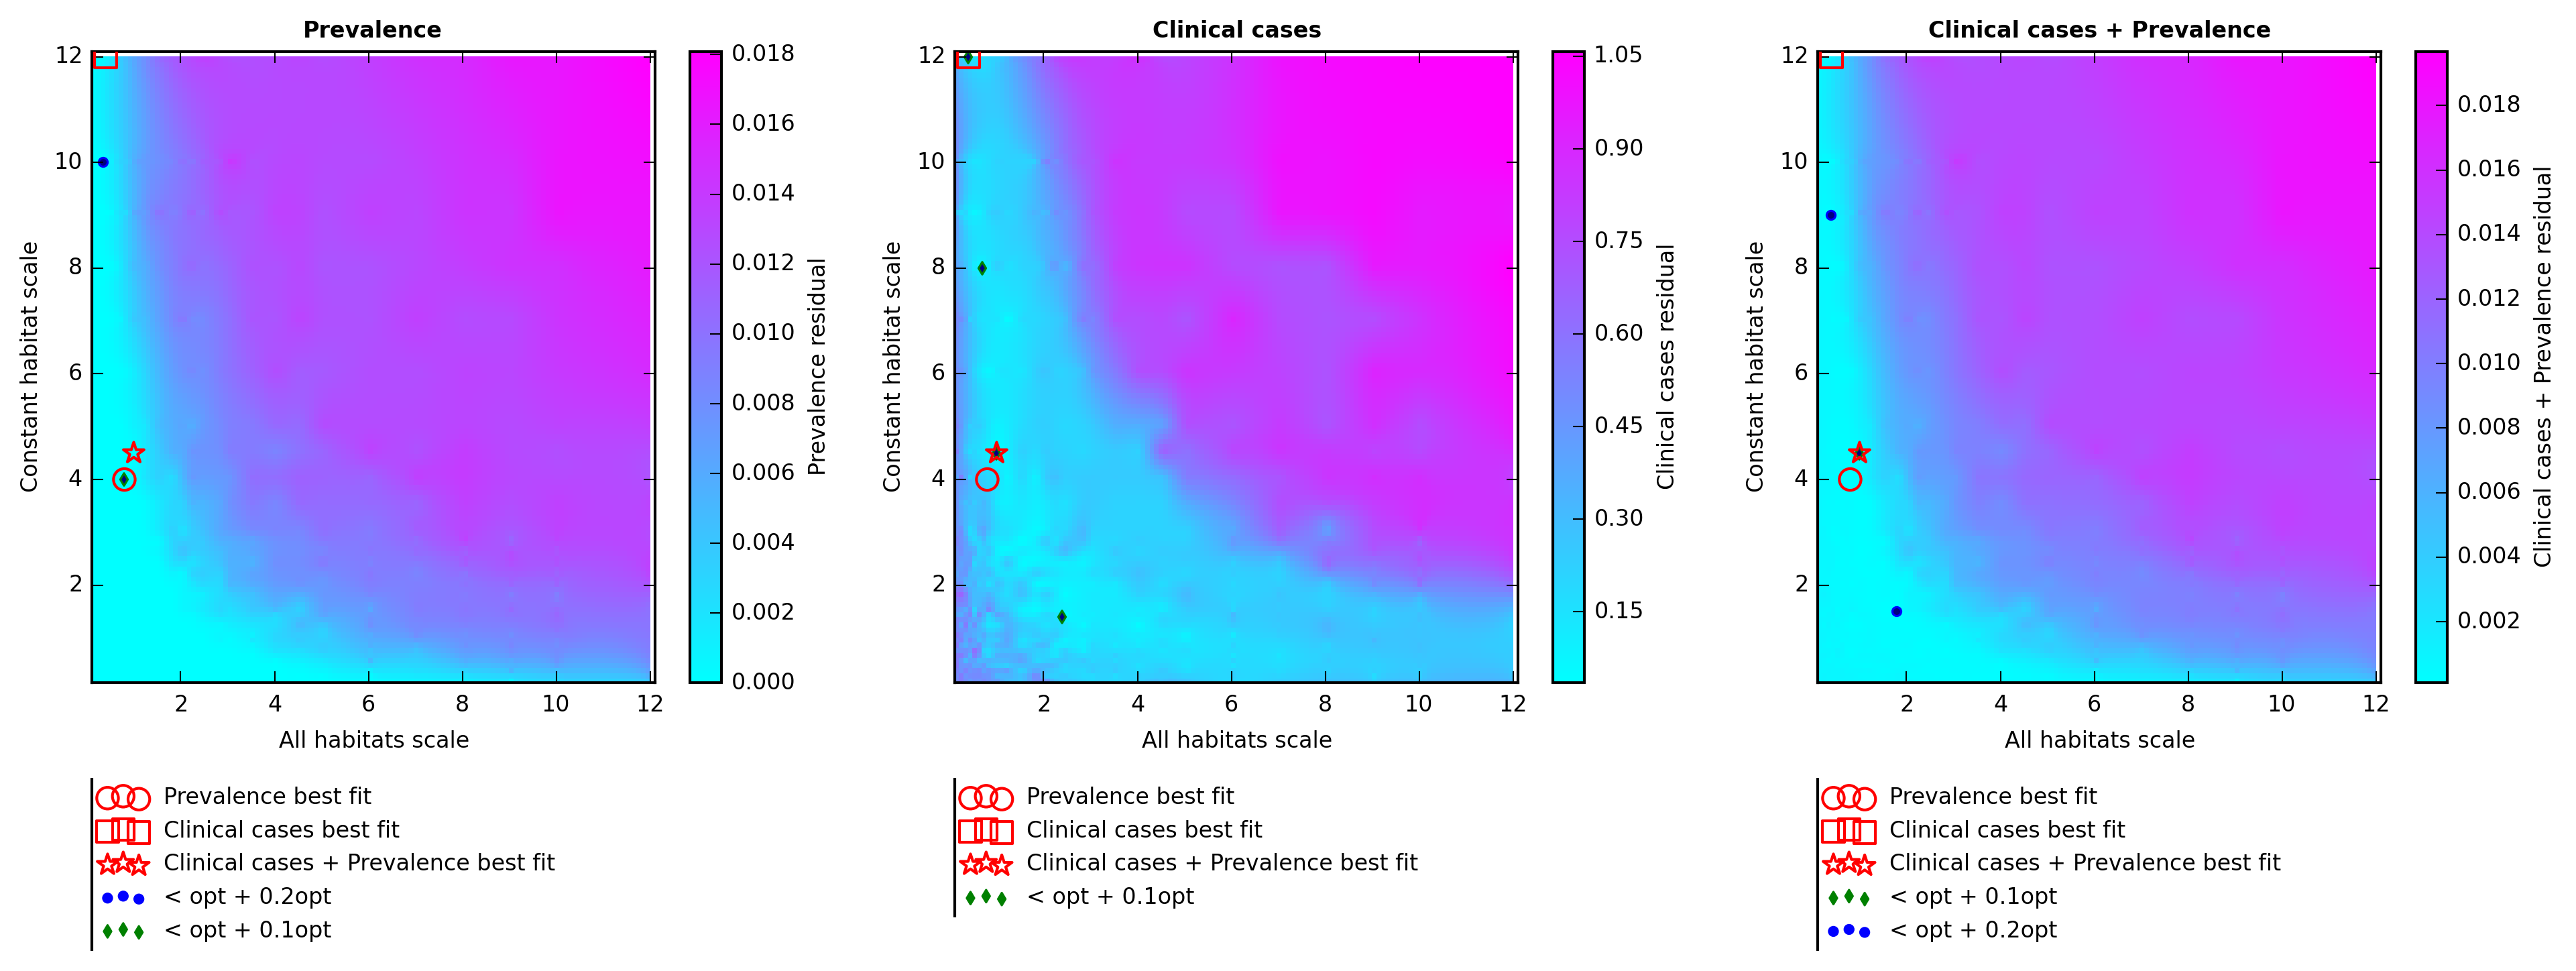 Prevalence
Constant habitat scale
12
10
8
6
4
2
2 4 6 8 10 12
All habitats scale
0.018
0.016
0.014
0.012
0.010
0.008
0.006
0.004
0.002
0.000
Prevalence residual
Prevalence best fit
Clinical cases best fit
Clinical cases + Prevalence best fit
< opt + 0.2opt
< opt + 0.1opt
Clinical cases
Constant habitat scale
12
10
8
6
4
2
2 4 6 8 10 12
All habitats scale
1.05
0.90
0.75
0.60
0.45
0.30
0.15
Clinical cases residual
Prevalence best fit
Clinical cases best fit
Clinical cases + Prevalence best fit
< opt + 0.1opt
Clinical cases + Prevalence
Constant habitat scale
12
10
8
6
4
2
2 4 6 8 10 12
All habitats scale
0.018
0.016
0.014
0.012
0.010
0.008
0.006
0.004
0.002
Clinical cases + Prevalence residual
Prevalence best fit
Clinical cases best fit
Clinical cases + Prevalence best fit
< opt + 0.1opt
< opt + 0.2opt